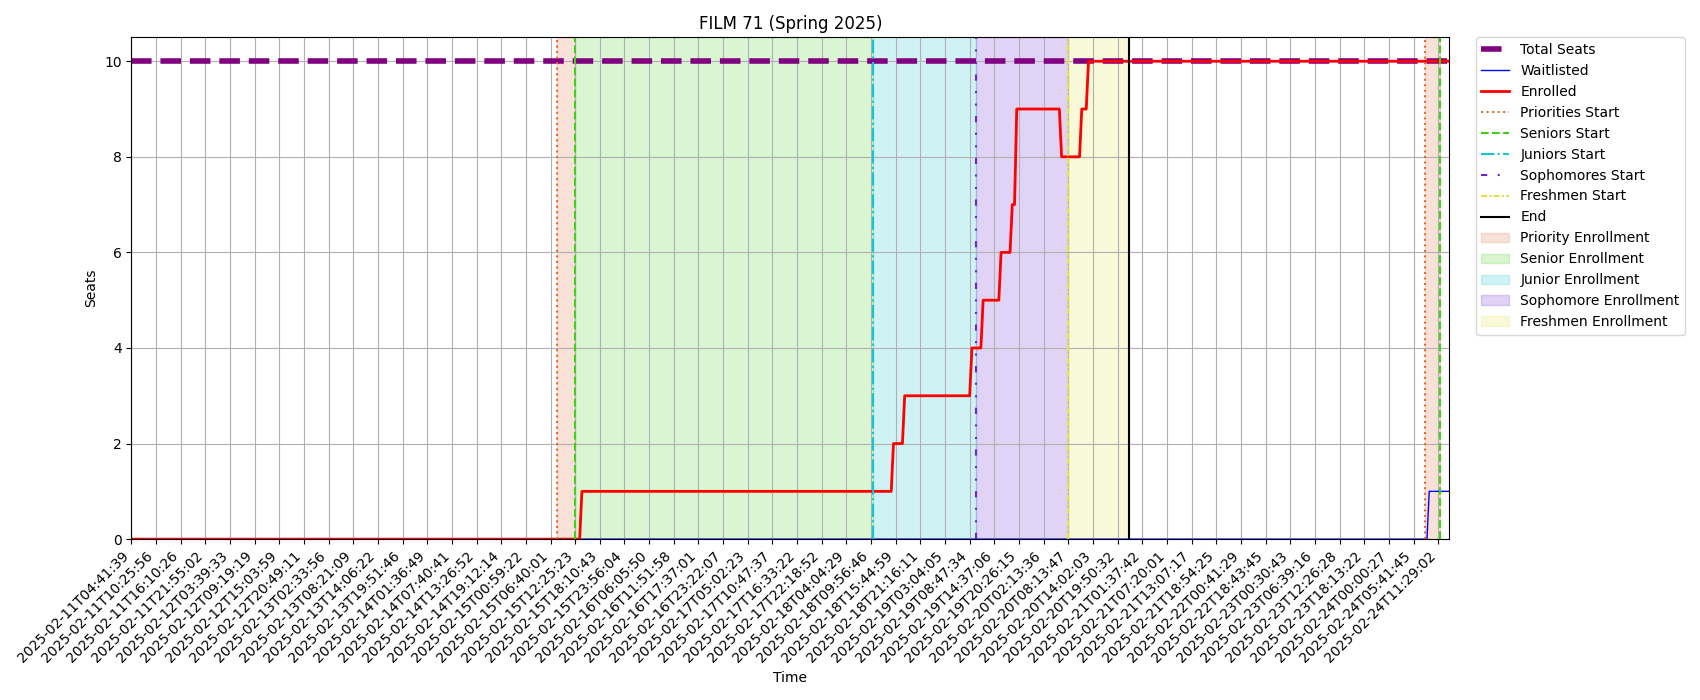 FILM 71 (Spring 2025)
10
8
6
4
2
0
Seats
2025-02-11T04:41:39
2025-02-11T10:25:56
2025-02-11T16:10:26
2025-02-11T21:55:02
2025-02-12T03:39:33
2025-02-12T09:19:19
2025-02-12T15:03:59
2025-02-12T20:49:11
2025-02-13T02:33:56
2025-02-13T08:21:09
2025-02-13T14:06:22
2025-02-13T19:51:46
2025-02-14T01:36:49
2025-02-14T07:40:41
2025-02-14T13:26:52
2025-02-14T19:12:14
2025-02-15T00:59:22
2025-02-15T06:40:01
2025-02-15T12:25:23
2025-02-15T18:10:43
2025-02-15T23:56:04
2025-02-16T06:05:50
2025-02-16T11:51:58
2025-02-16T17:37:01
2025-02-16T23:22:07
2025-02-17T05:02:23
2025-02-17T10:47:37
2025-02-17T16:33:22
2025-02-17T22:18:52
2025-02-18T04:04:29
2025-02-18T09:56:46
2025-02-18T15:44:59
2025-02-18T21:16:11
2025-02-19T03:04:05
2025-02-19T08:47:34
2025-02-19T14:37:06
2025-02-19T20:26:15
2025-02-20T02:13:36
2025-02-20T08:13:47
2025-02-20T14:02:03
2025-02-20T19:50:32
2025-02-21T01:37:42
2025-02-21T07:20:01
2025-02-21T13:07:17
2025-02-21T18:54:25
2025-02-22T00:41:29
2025-02-22T18:43:45
2025-02-23T00:30:43
2025-02-23T06:39:16
2025-02-23T12:26:28
2025-02-23T18:13:22
2025-02-24T00:00:27
2025-02-24T05:41:45
2025-02-24T11:29:02
Time
Total Seats
Waitlisted
Enrolled
Priorities Start
Seniors Start
Juniors Start
Sophomores Start
Freshmen Start
End
Priority Enrollment
Senior Enrollment
Junior Enrollment
Sophomore Enrollment
Freshmen Enrollment